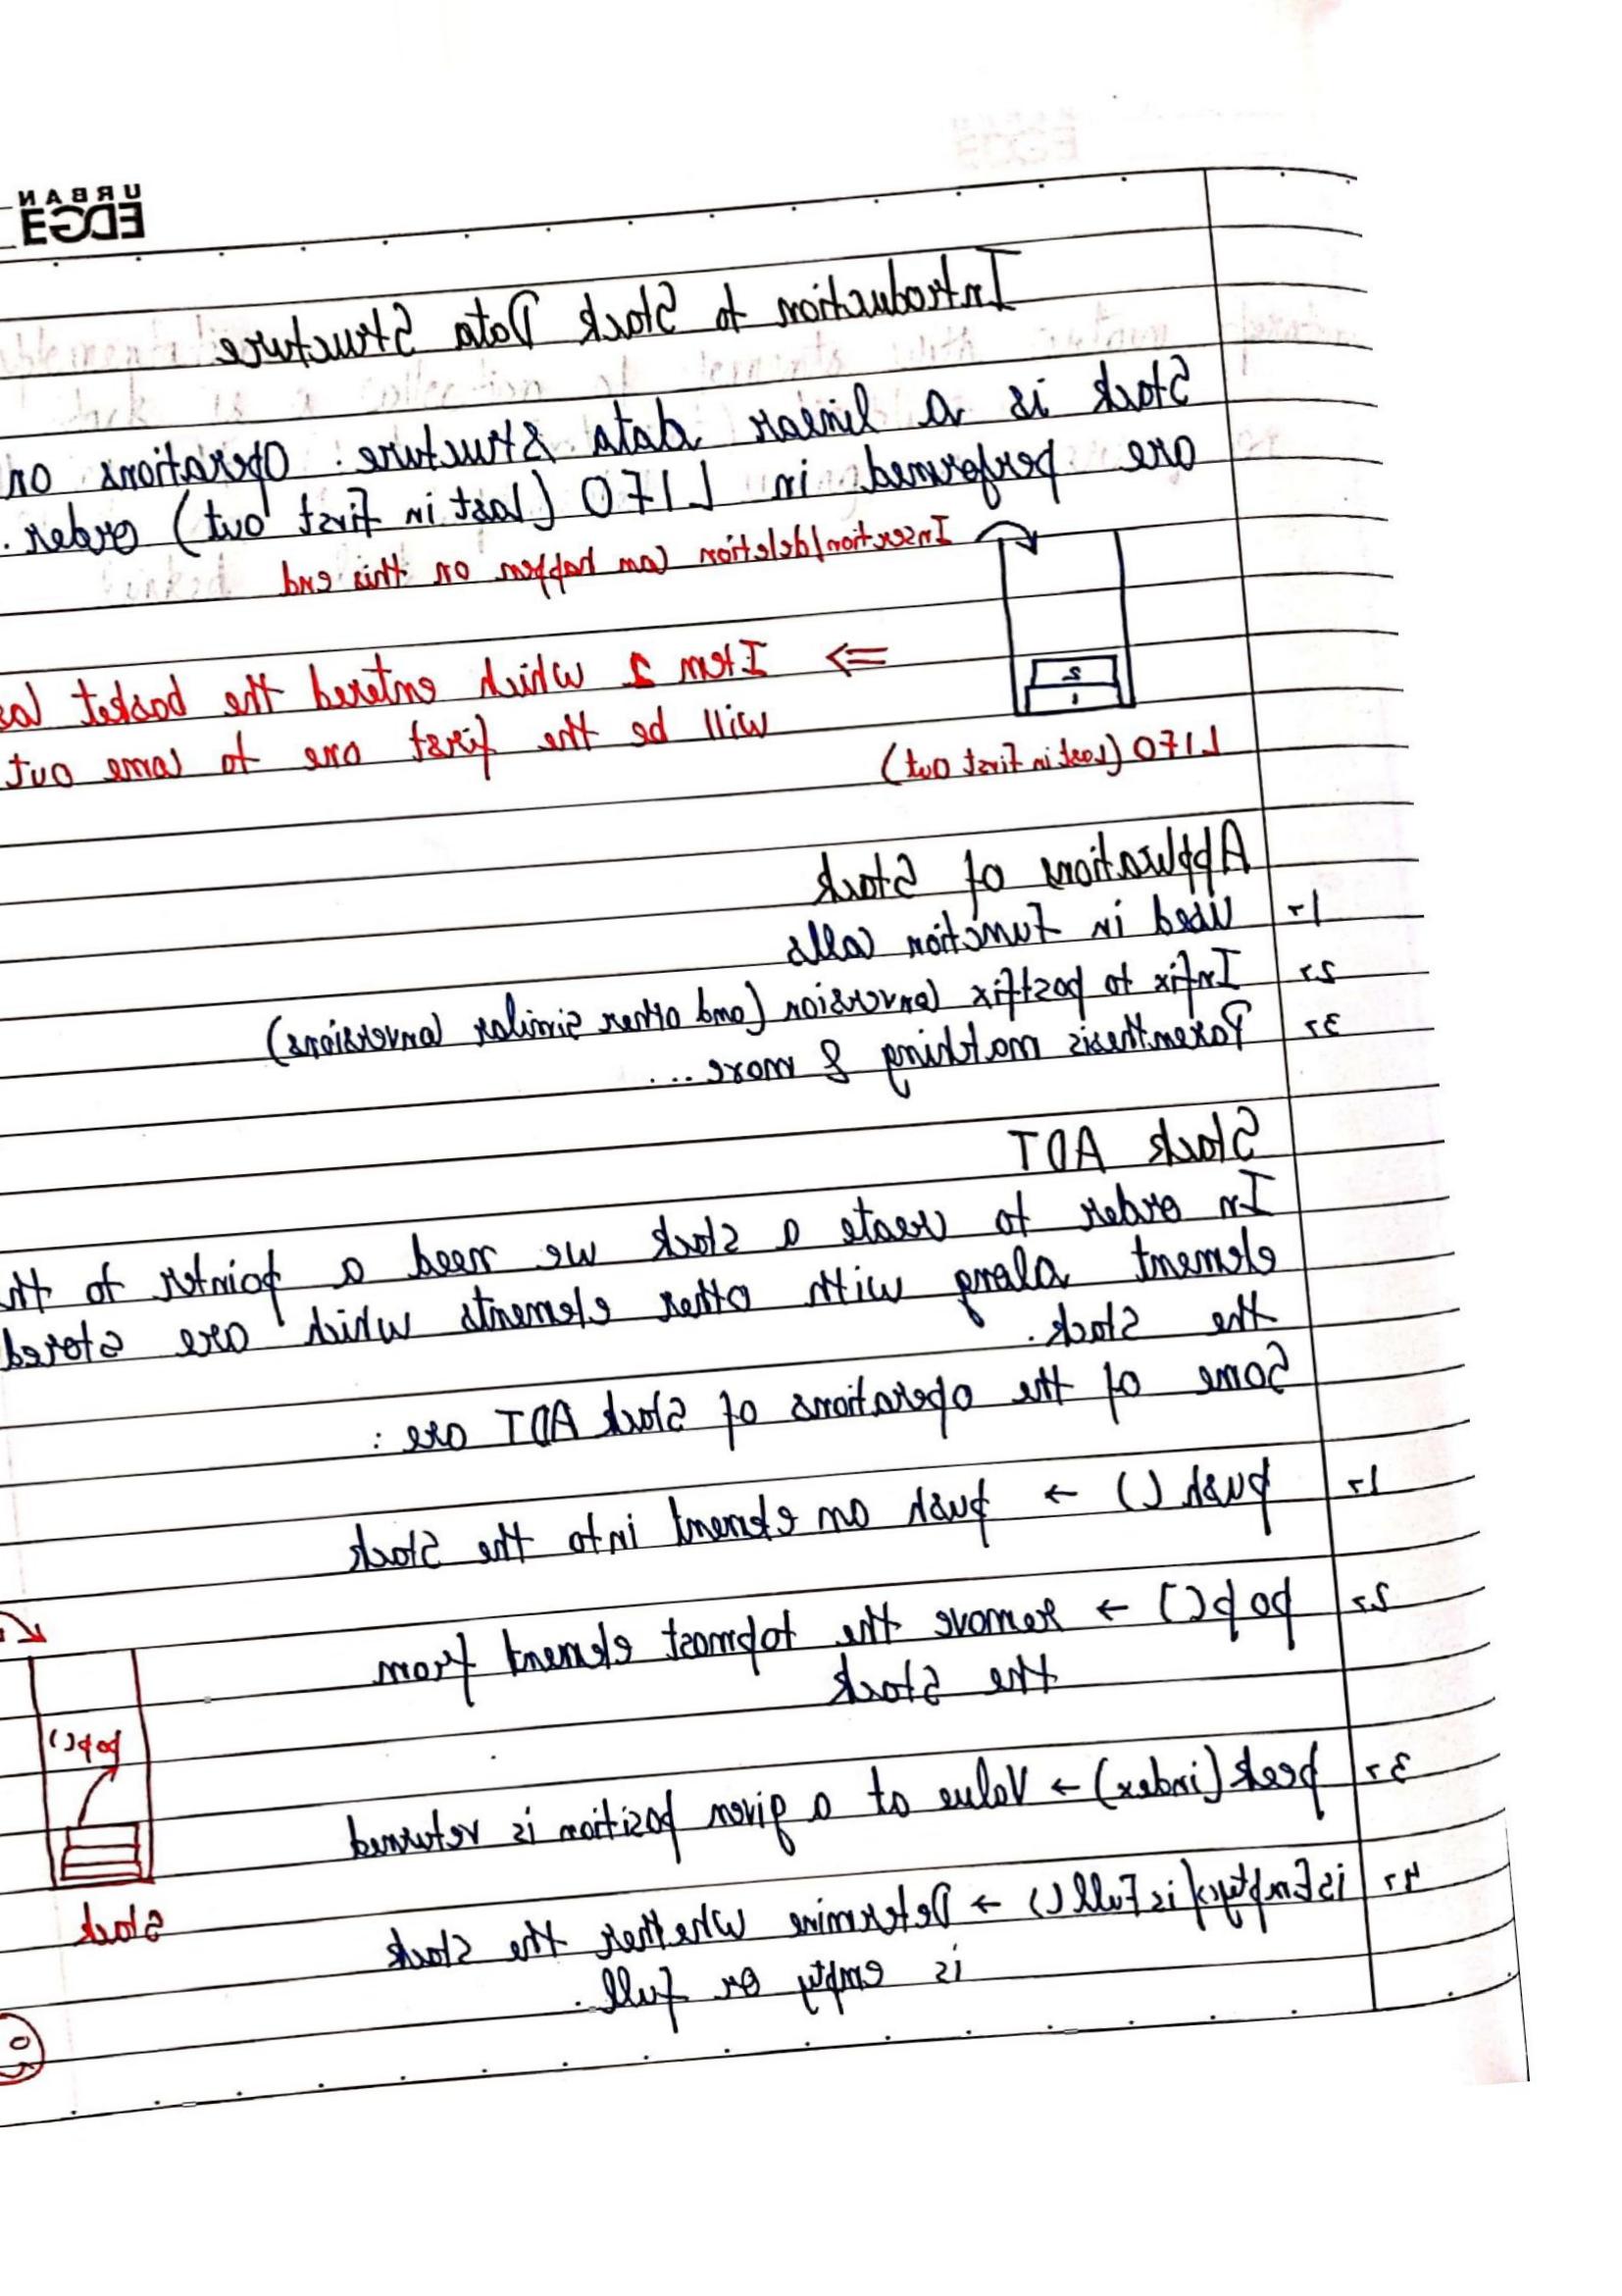 URBAN
EDGE
Introduction to Stack Data Structure
Stack is a linear data structure. Operations on
are performed in LIFO (last in first out) order.
Insertion/deletion can happen on this end
2
1
⇒ Item 2 which entered the basket las
will be the first one to come out
LIFO (Last in First Out)
Applications of Stack
1→ Used in function calls
2→ Infix to postfix conversion (and other similar conversions)
3→ Parenthesis matching & more...
Stack ADT
In order to create a stack we need a pointer to th
element along with other elements which are stored
the stack.
Some of the operations of Stack ADT are :
1→ push () → push an element into the Stack
2→ pop() → remove the topmost element from
the Stack
pop()
3→ peek(index) → Value at a given position is returned
4→ isEmpty()/isFull() → Determine whether the stack
is empty or full.
Stack